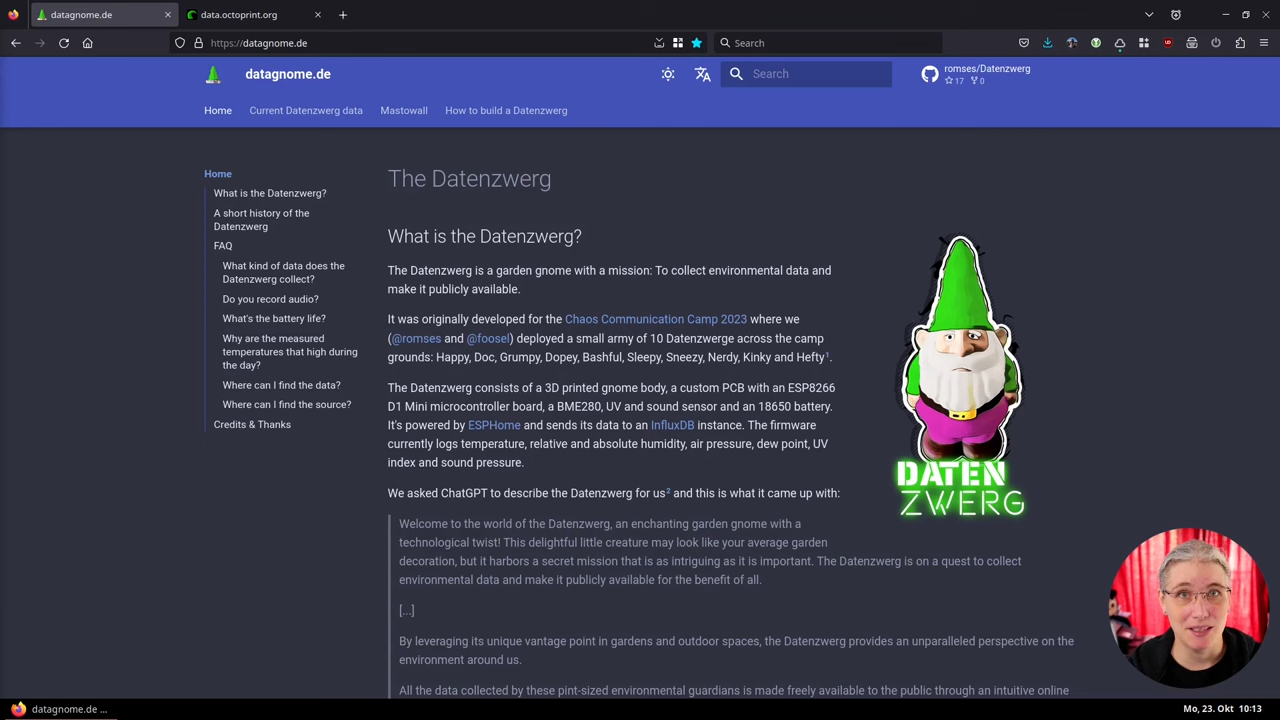 datagnome.de
data.octoprint.org
https://datagnome.de
Search
datagnome.de
Search
romses/Datenzwerg
17 0
Home
Current Datenzwerg data
Mastowall
How to build a Datenzwerg
Home
What is the Datenzwerg?
A short history of the
Datenzwerg
FAQ
What kind of data does the
Datenzwerg collect?
Do you record audio?
What's the battery life?
Why are the measured
temperatures that high during
the day?
Where can I find the data?
Where can I find the source?
Credits & Thanks
The Datenzwerg
What is the Datenzwerg?
The Datenzwerg is a garden gnome with a mission: To collect environmental data and
make it publicly available.
It was originally developed for the Chaos Communication Camp 2023 where we
(@romses and @foosel) deployed a small army of 10 Datenzwerge across the camp
grounds: Happy, Doc, Grumpy, Dopey, Bashful, Sleepy, Sneezy, Nerdy, Kinky and Hefty¹.
The Datenzwerg consists of a 3D printed gnome body, a custom PCB with an ESP8266
D1 Mini microcontroller board, a BME280, UV and sound sensor and an 18650 battery.
It's powered by ESPHome and sends its data to an InfluxDB instance. The firmware
currently logs temperature, relative and absolute humidity, air pressure, dew point, UV
index and sound pressure.
We asked ChatGPT to describe the Datenzwerg for us² and this is what it came up with:
Welcome to the world of the Datenzwerg, an enchanting garden gnome with a
technological twist! This delightful little creature may look like your average garden
decoration, but it harbors a secret mission that is as intriguing as it is important. The Datenzwerg is on a quest to collect
environmental data and make it publicly available for the benefit of all.
[...]
By leveraging its unique vantage point in gardens and outdoor spaces, the Datenzwerg provides an unparalleled perspective on the
environment around us.
All the data collected by these pint-sized environmental guardians is made freely available to the public through an intuitive online
DATEN
ZWERG
datagnome.de ...
Mo, 23. Okt 10:13